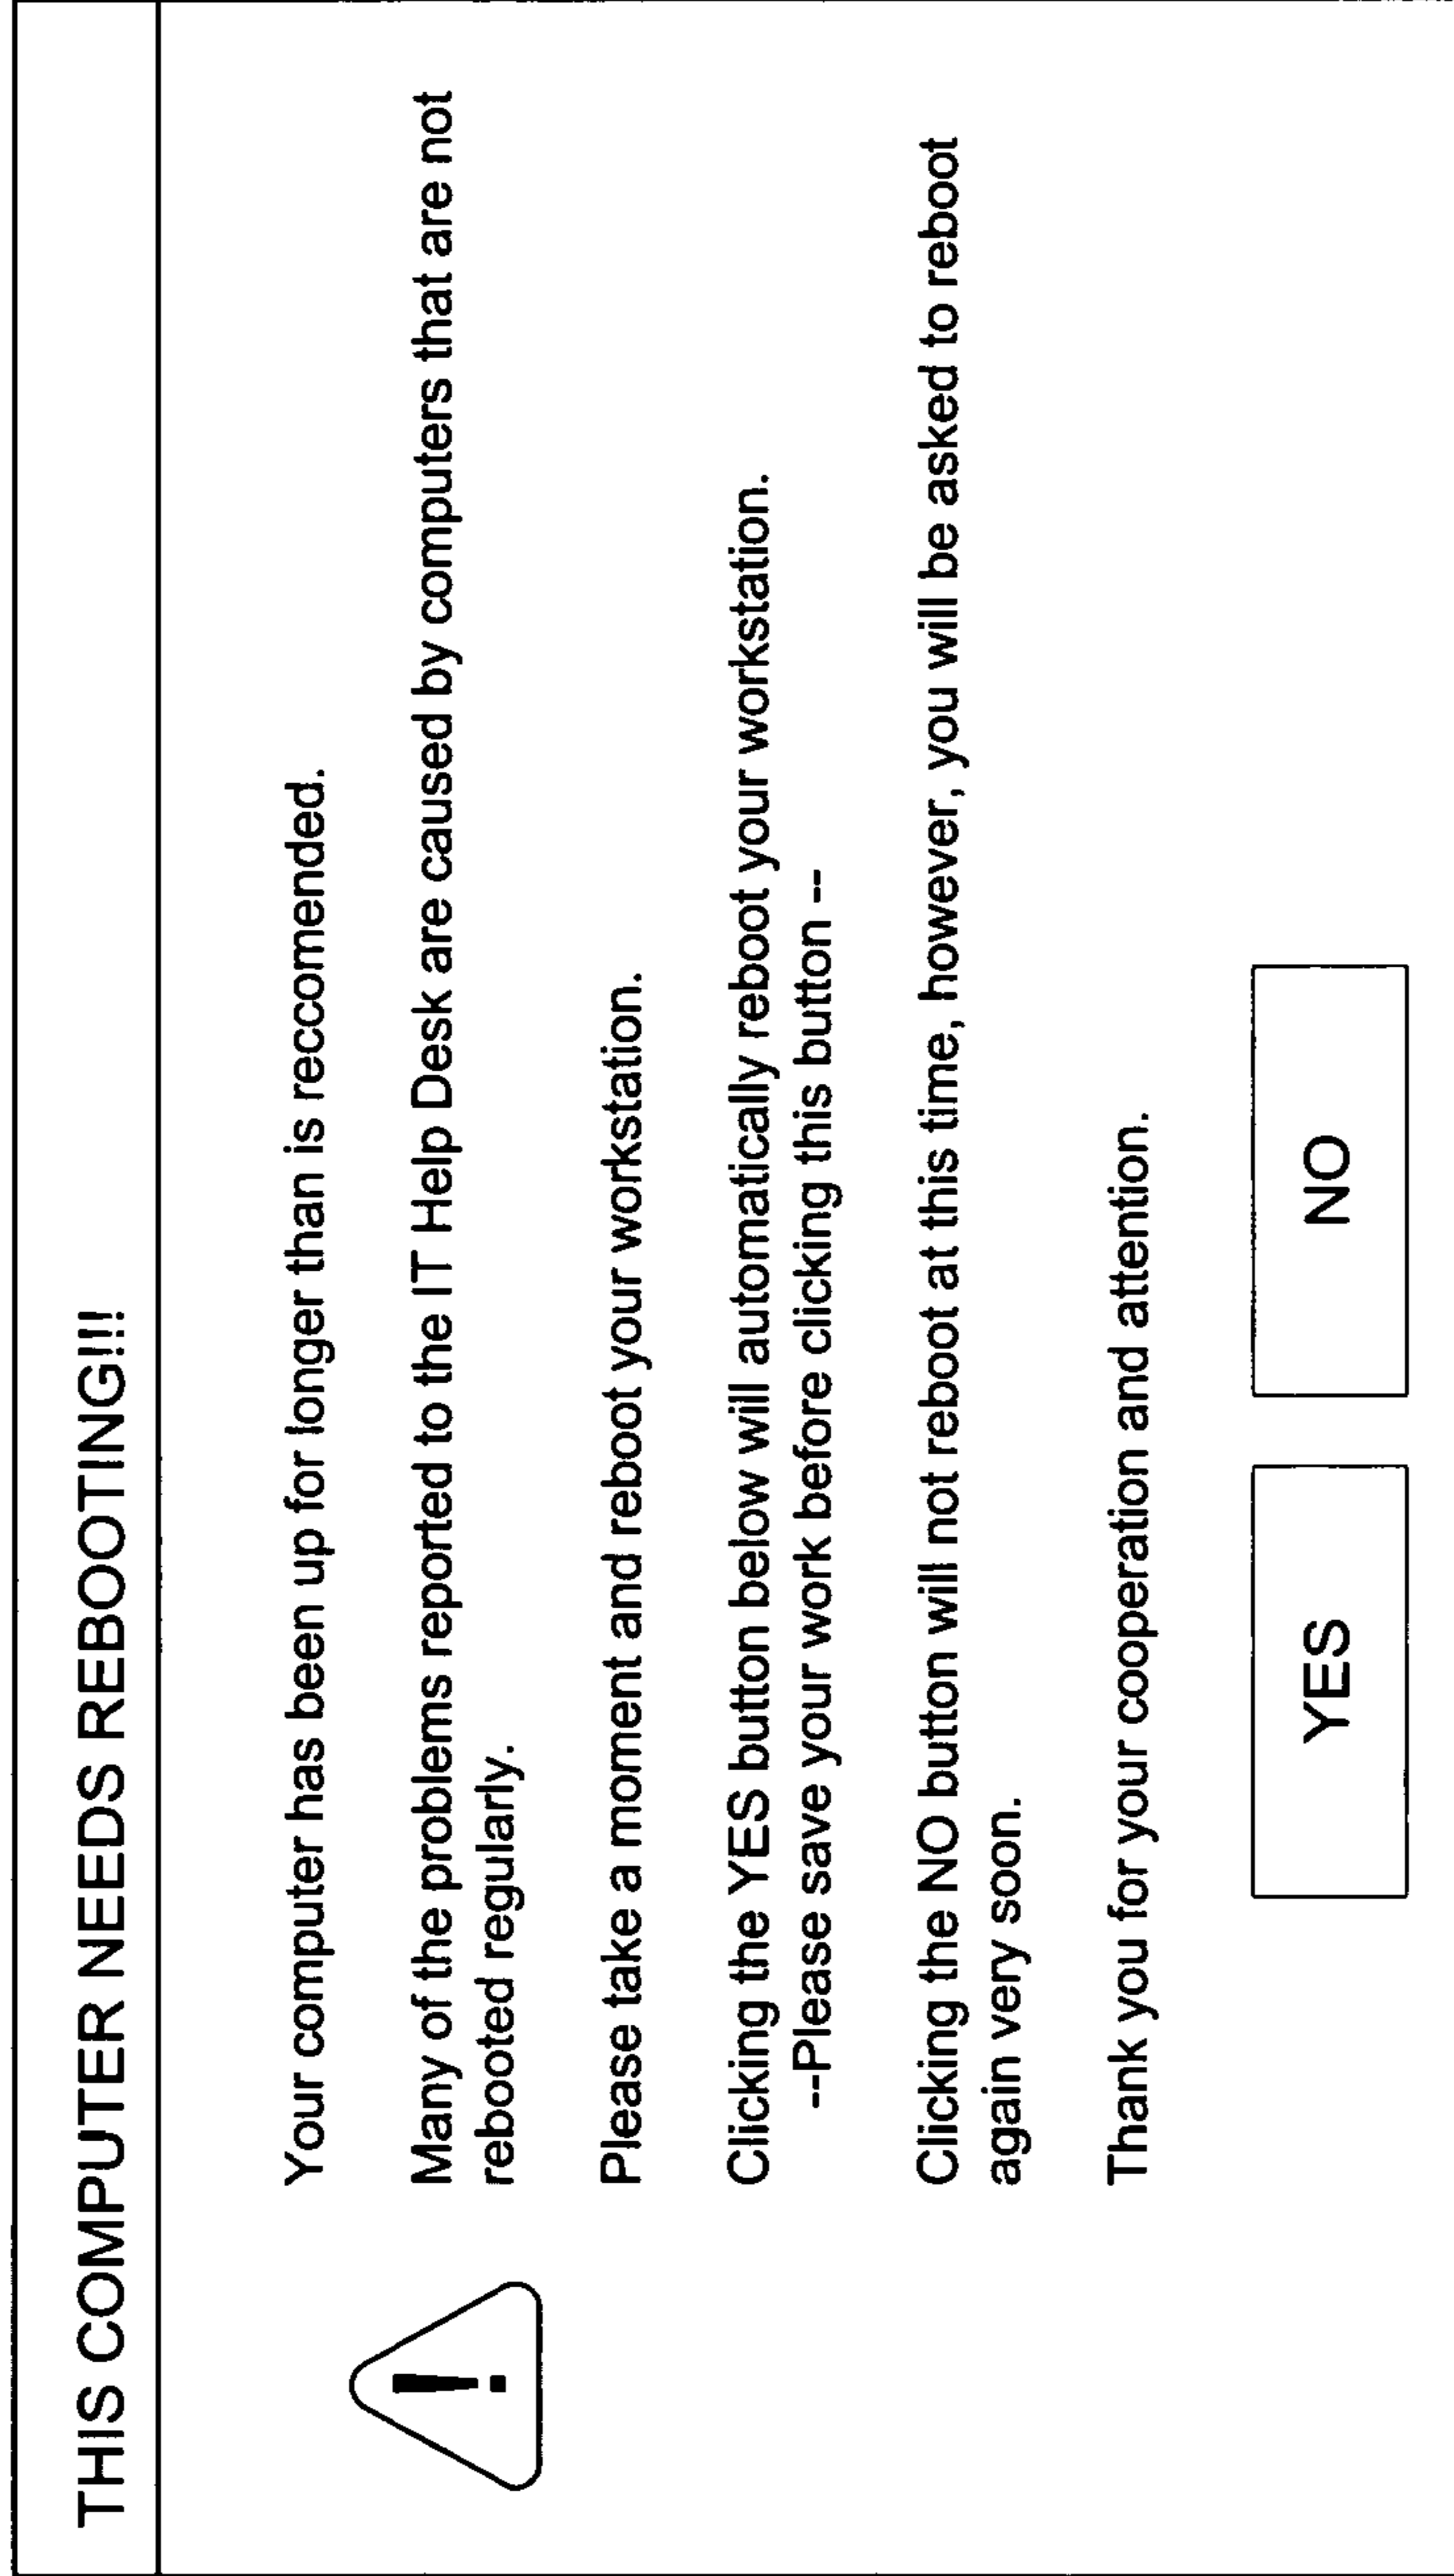 THIS COMPUTER NEEDS REBOOTING!!!
Your computer has been up for longer than is reccomended.
Many of the problems reported to the IT Help Desk are caused by computers that are not
rebooted regularly.
Please take a moment and reboot your workstation.
Clicking the YES button below will automatically reboot your workstation.
--Please save your work before clicking this button --
Clicking the NO button will not reboot at this time, however, you will be asked to reboot
again very soon.
Thank you for your cooperation and attention.
YES NO